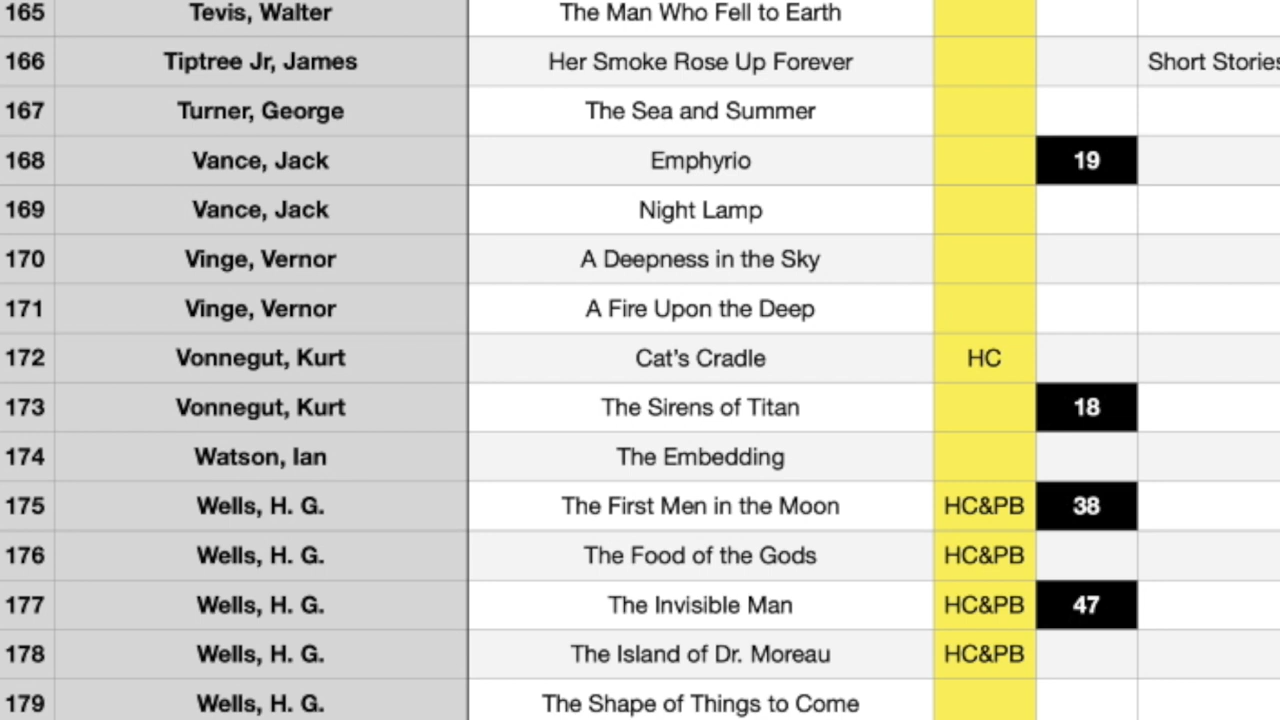 165 Tevis, Walter The Man Who Fell to Earth
166 Tiptree Jr, James Her Smoke Rose Up Forever Short Stories
167 Turner, George The Sea and Summer
168 Vance, Jack Emphyrio 19
169 Vance, Jack Night Lamp
170 Vinge, Vernor A Deepness in the Sky
171 Vinge, Vernor A Fire Upon the Deep
172 Vonnegut, Kurt Cat's Cradle HC
173 Vonnegut, Kurt The Sirens of Titan 18
174 Watson, Ian The Embedding
175 Wells, H. G. The First Men in the Moon HC&PB 38
176 Wells, H. G. The Food of the Gods HC&PB
177 Wells, H. G. The Invisible Man HC&PB 47
178 Wells, H. G. The Island of Dr. Moreau HC&PB
179 Wells, H. G. The Shape of Things to Come